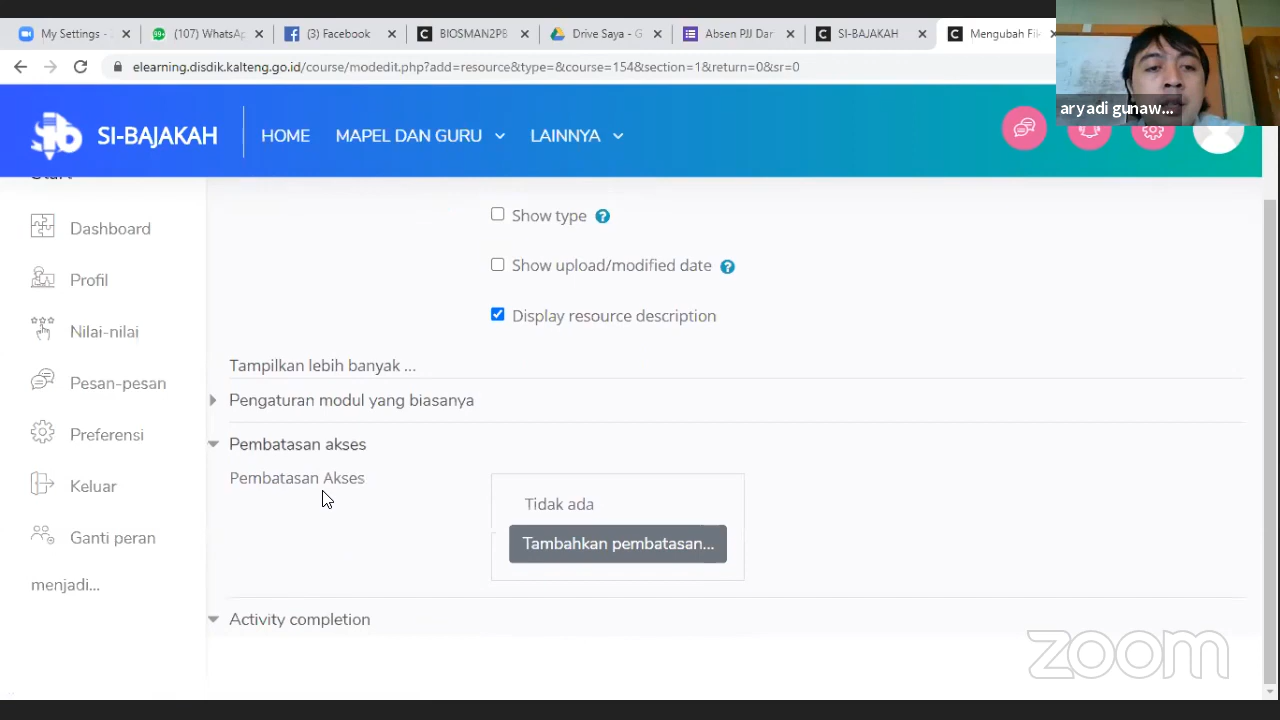 My Settings -
(107) WhatsAp
(3) Facebook
BIOSMAN2PB
Drive Saya - G
Absen PJJ Dar
SI-BAJAKAH
Mengubah Fik
elearning.disdik.kalteng.go.id/course/modedit.php?add=resource&type=&course=154&section=1&return=0&sr=0
aryadi gunaw...
SI-BAJAKAH
HOME
MAPEL DAN GURU
LAINNYA
Dashboard
Profil
Nilai-nilai
Pesan-pesan
Preferensi
Keluar
Ganti peran
menjadi...
Show type
Show upload/modified date
Display resource description
Tampilkan lebih banyak ...
Pengaturan modul yang biasanya
Pembatasan akses
Pembatasan Akses
Tidak ada
Tambahkan pembatasan...
Activity completion
zoom